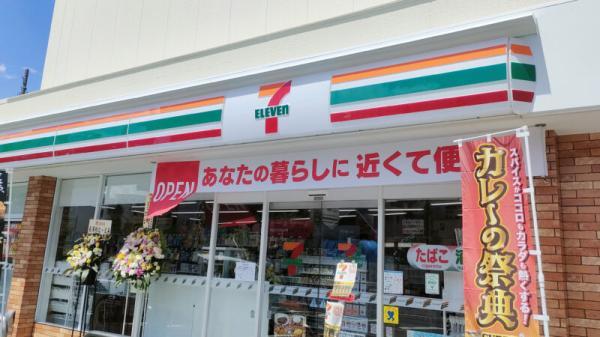 7
ELEVEn
OPEN
あなたの暮らしに 近くて便
たばこ
酒
スパイスがココロもカラダも熱くする!
カレーの祭典